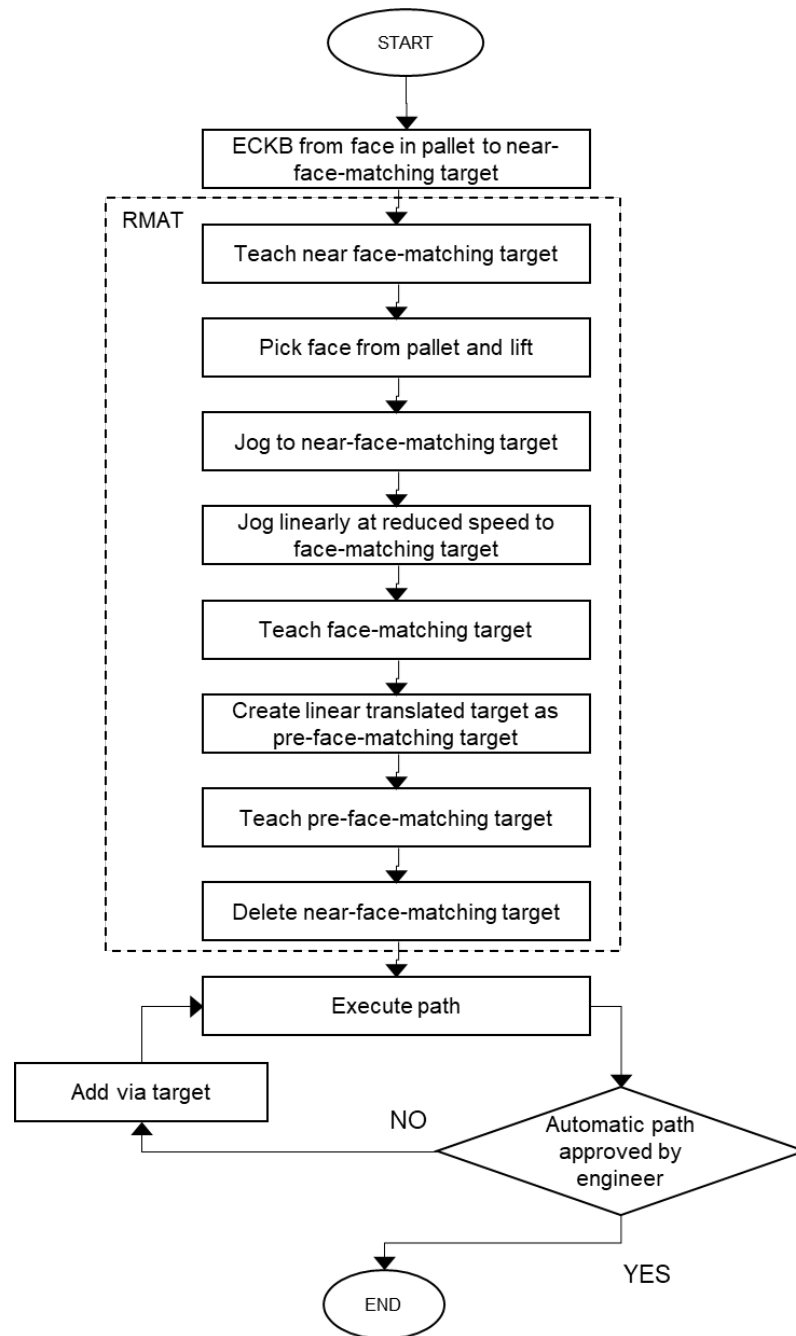 START
ECKB from face in pallet to near-
face-matching target
RMAT
Teach near face-matching target
Pick face from pallet and lift
Jog to near-face-matching target
Jog linearly at reduced speed to
face-matching target
Teach face-matching target
Create linear translated target as
pre-face-matching target
Teach pre-face-matching target
Delete near-face-matching target
Execute path
Add via target
NO
Automatic path
approved by
engineer
YES
END